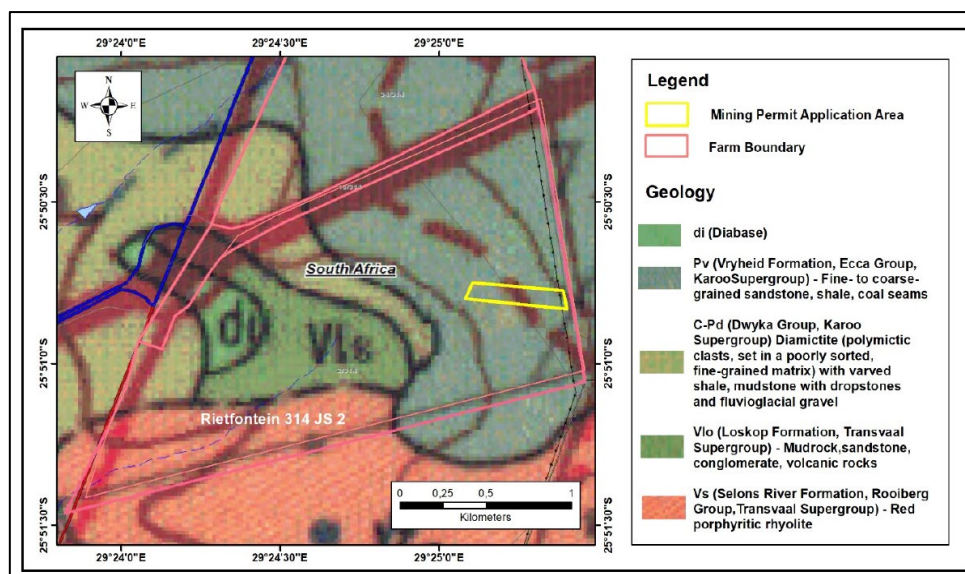 29°24'0"E
29°24'30"E
29°25'0"E
N
W E
S
25°50'30"S
25°50'30"S
South Africa
di
Vls
25°51'0"S
25°51'0"S
Rietfontein 314 JS 2
0 0,25 0,5 1
Kilometers
25°51'30"S
25°51'30"S
29°24'0"E
29°24'30"E
29°25'0"E
Legend
Mining Permit Application Area
Farm Boundary
Geology
di (Diabase)
Pv (Vryheid Formation, Ecca Group,
KarooSupergroup) - Fine- to coarse-
grained sandstone, shale, coal seams
C-Pd (Dwyka Group, Karoo
Supergroup) Diamictite (polymictic
clasts, set in a poorly sorted,
fine-grained matrix) with varved
shale, mudstone with dropstones
and fluvioglacial gravel
Vlo (Loskop Formation, Transvaal
Supergroup) - Mudrock,sandstone,
conglomerate, volcanic rocks
Vs (Selons River Formation, Rooiberg
Group,Transvaal Supergroup) - Red
porphyritic rhyolite